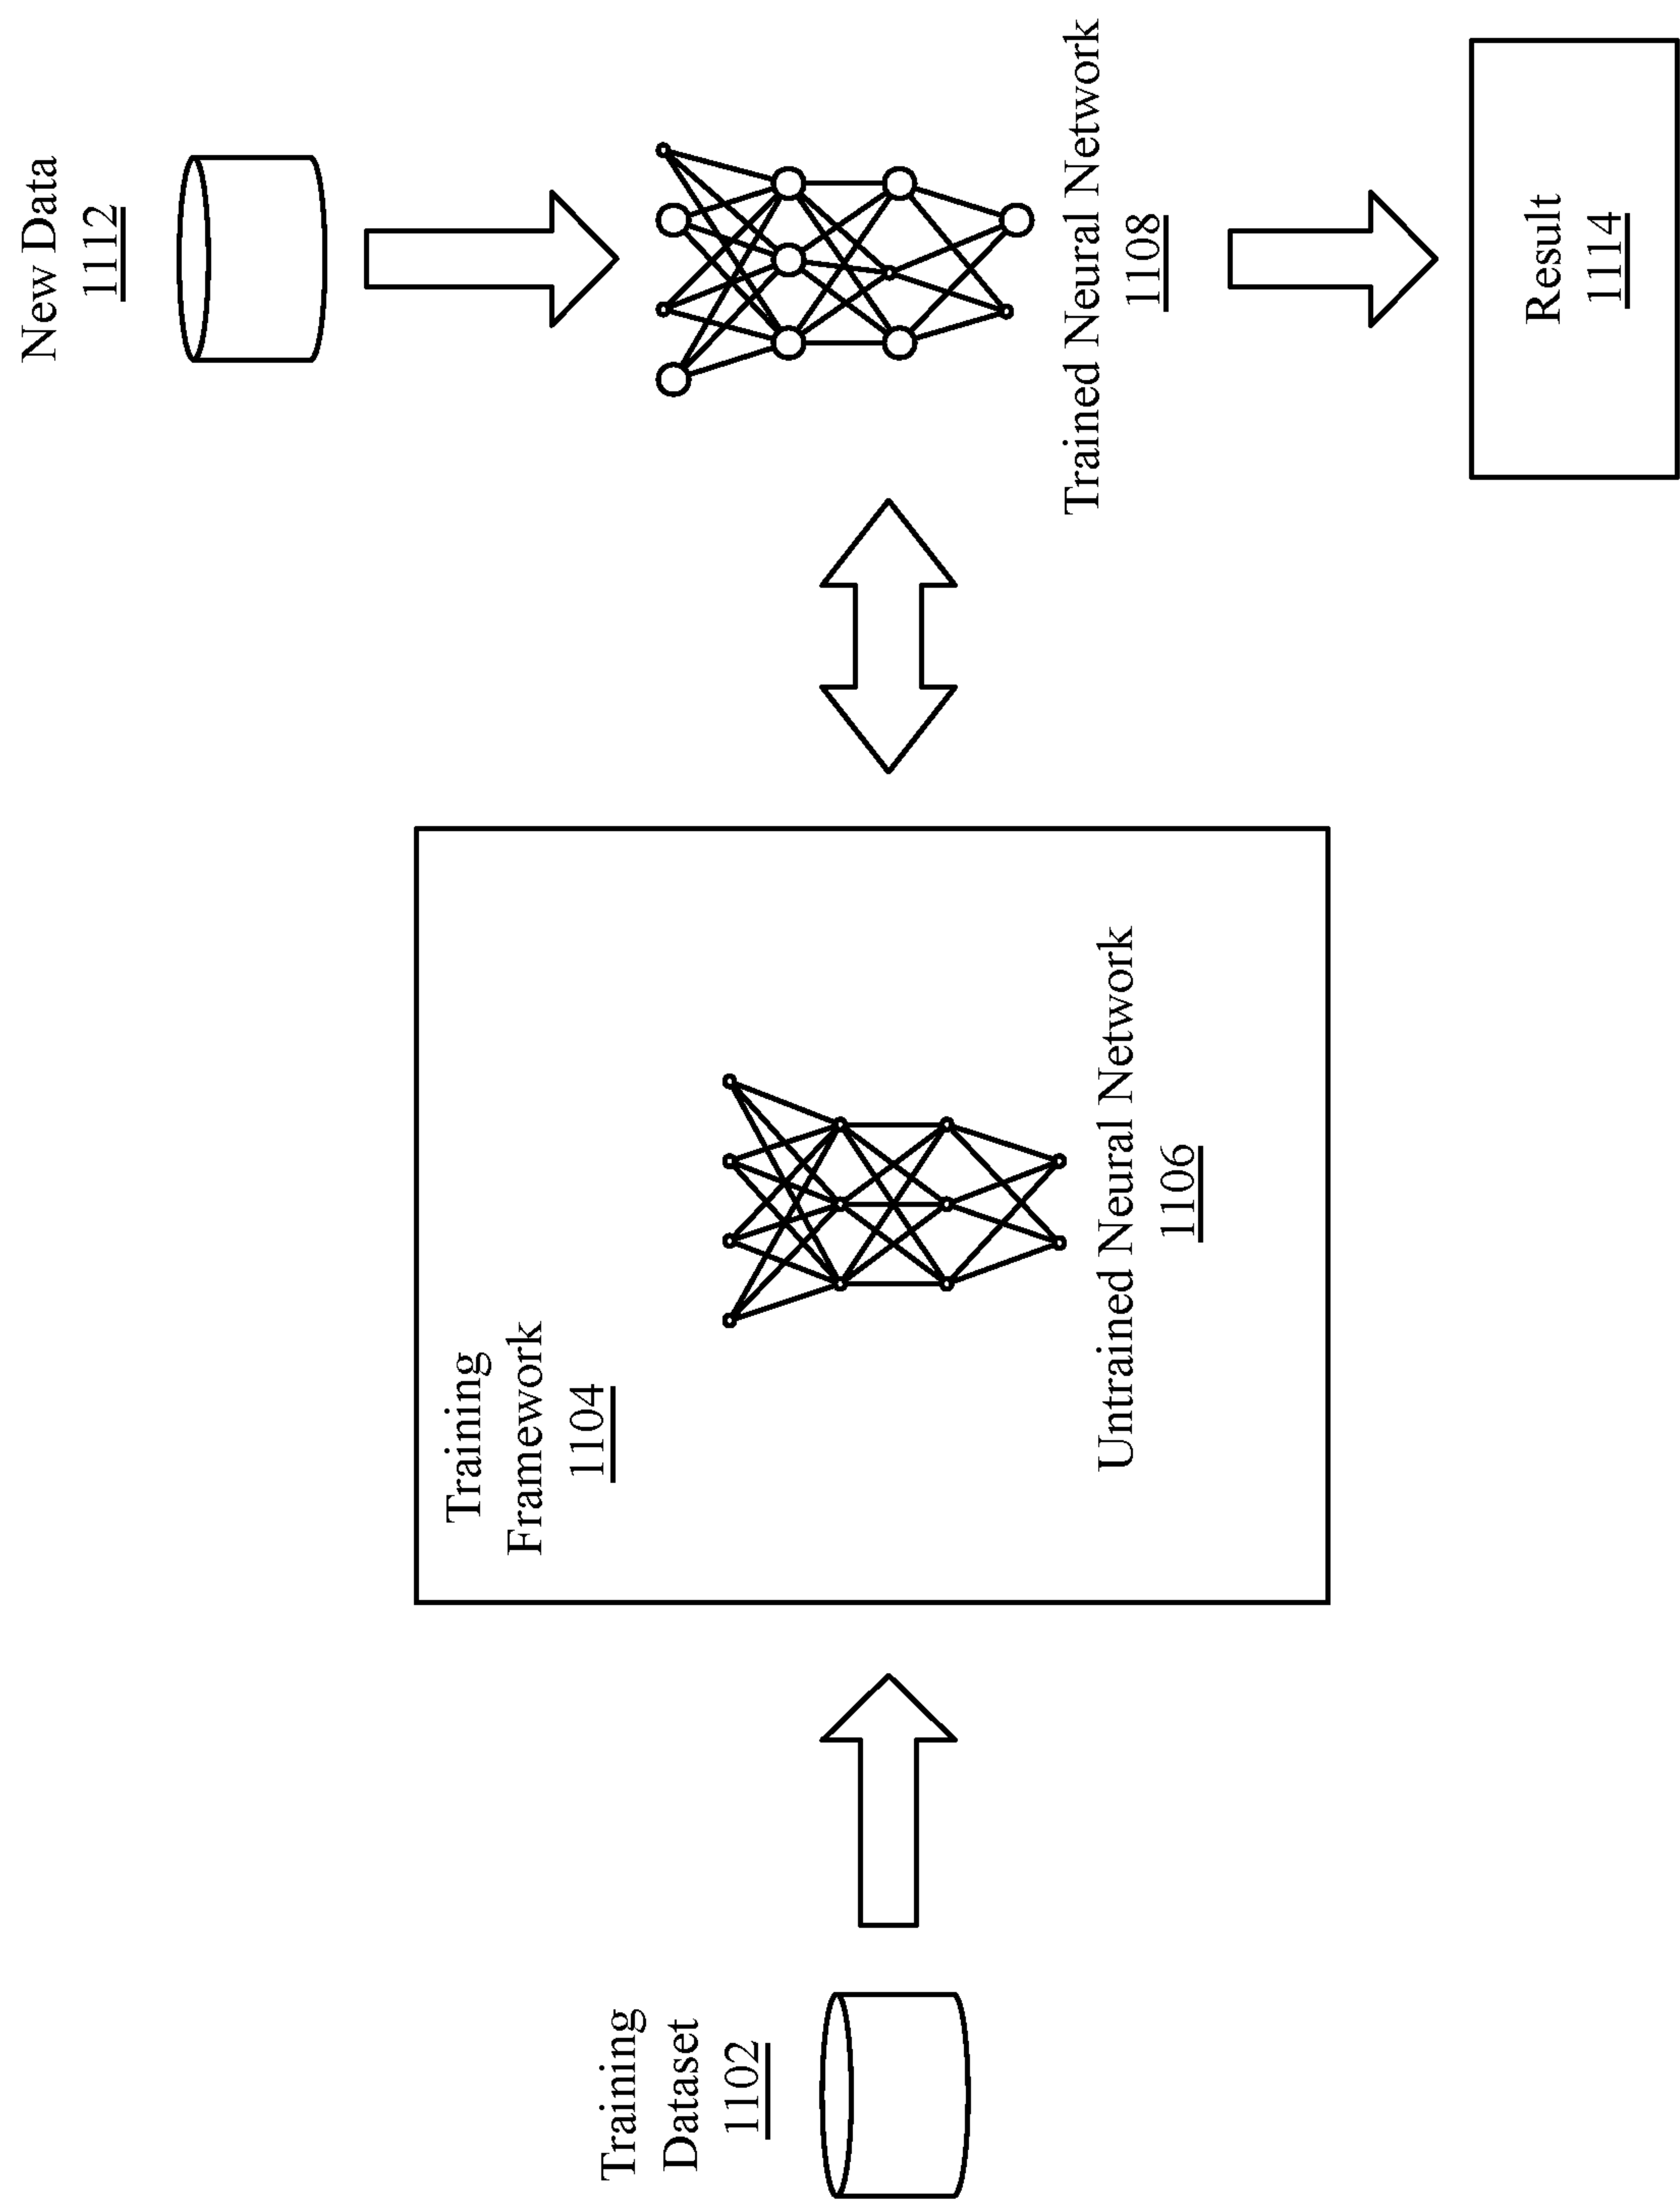 Training
Dataset
1102
Training
Framework
1104
Untrained Neural Network
1106
New Data
1112
Trained Neural Network
1108
Result
1114